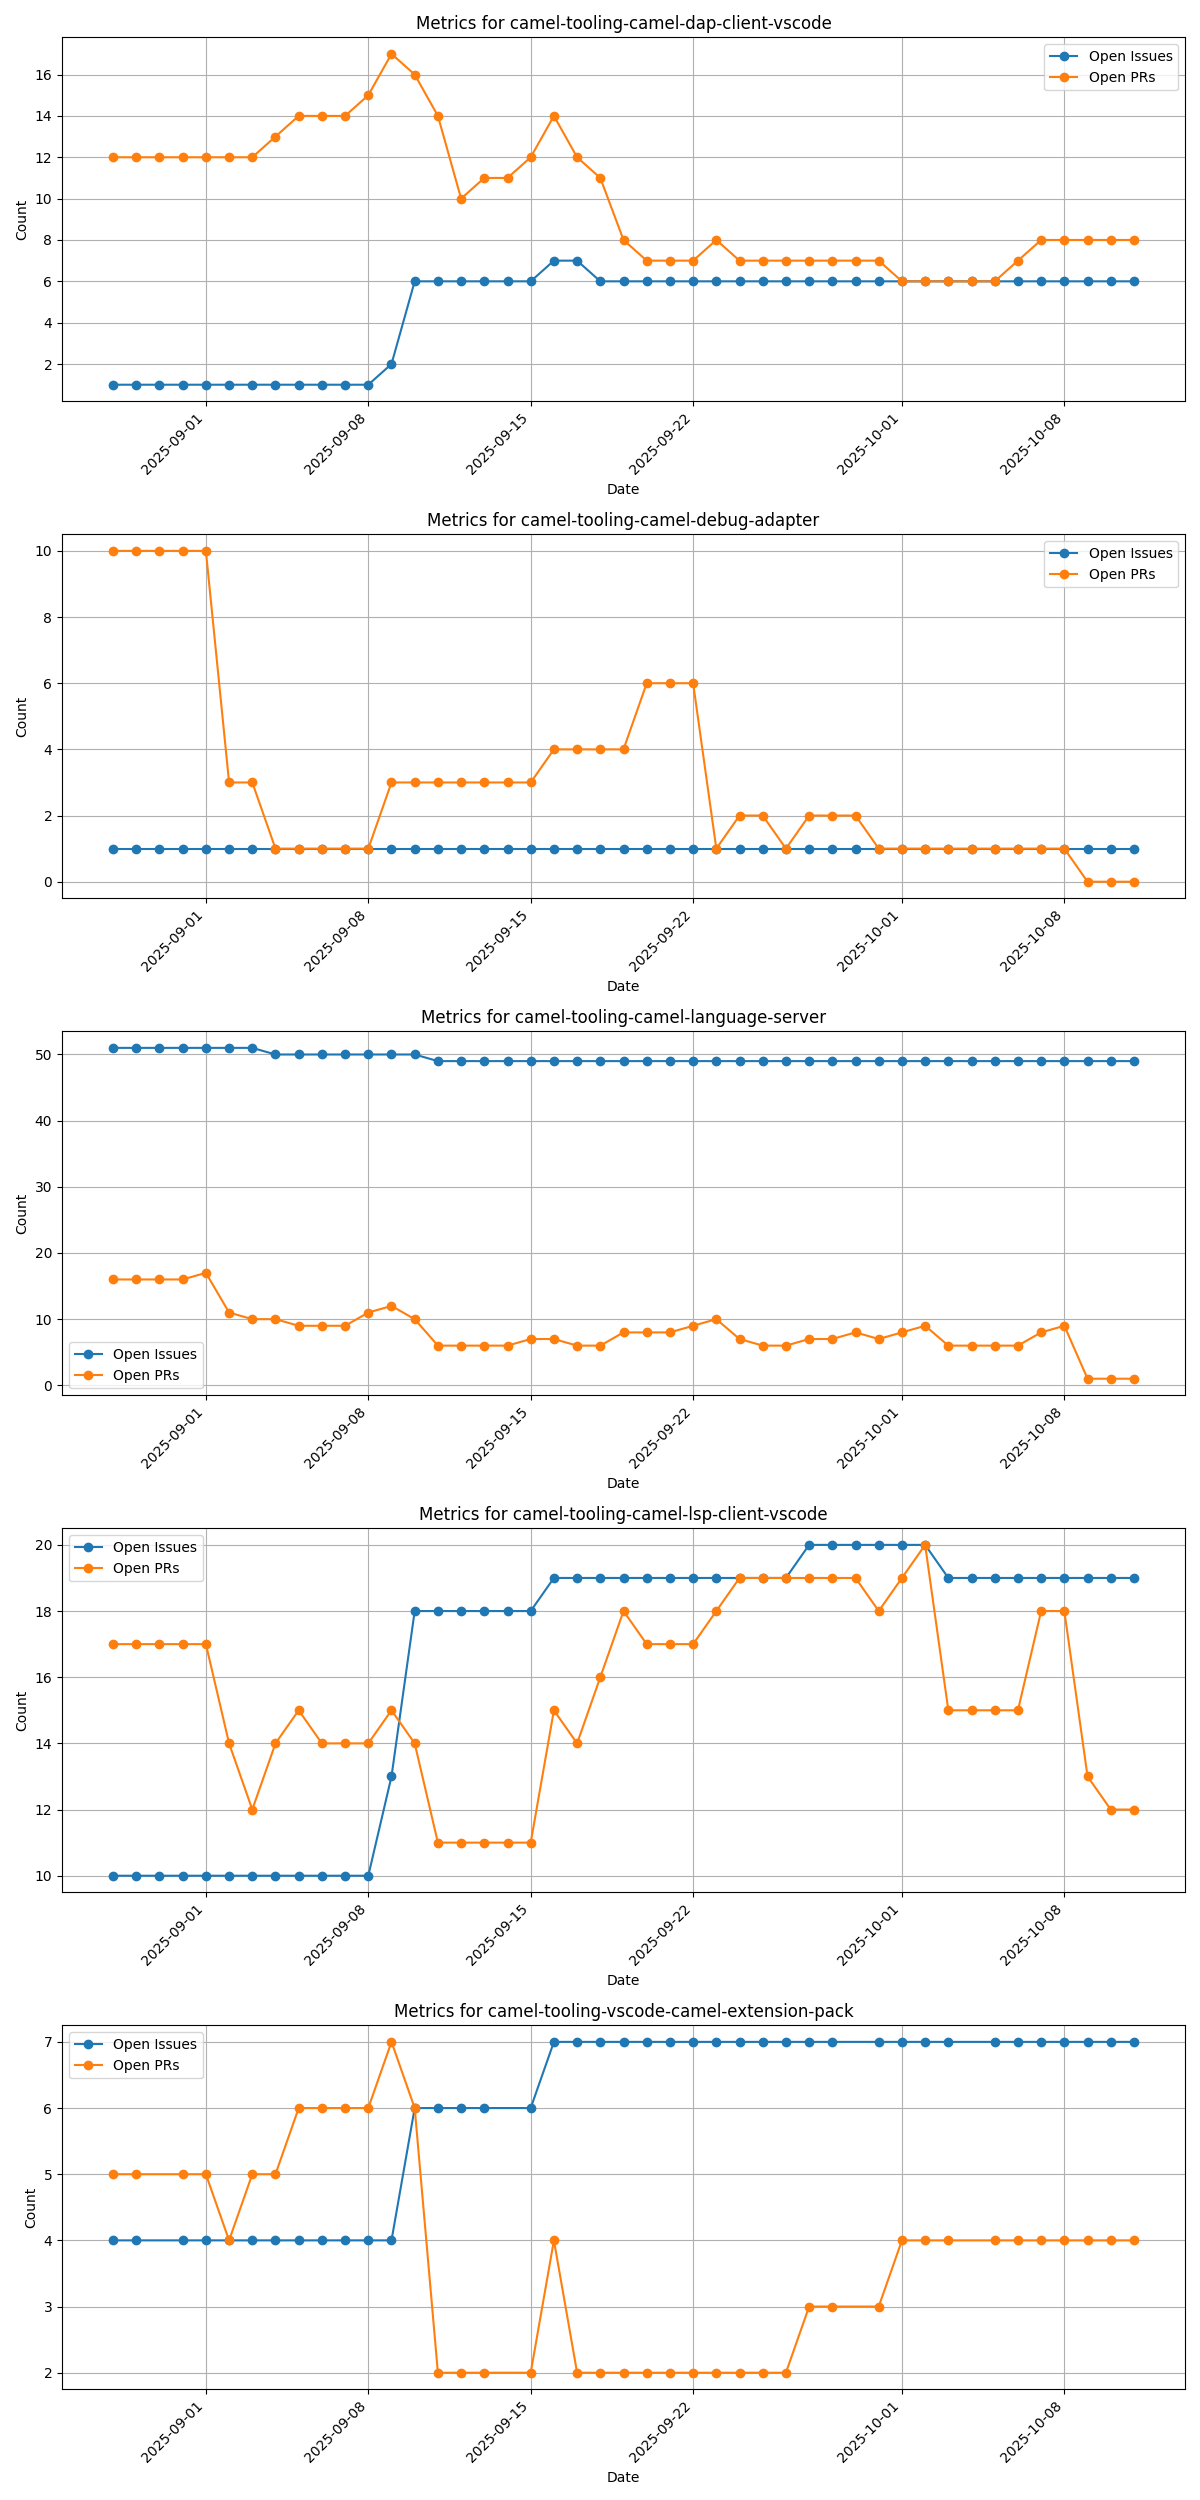 Metrics for camel-tooling-camel-dap-client-vscode
Open Issues
Open PRs
Count
16
14
12
10
8
6
4
2
2025-09-01
2025-09-08
2025-09-15
2025-09-22
2025-10-01
2025-10-08
Date
Metrics for camel-tooling-camel-debug-adapter
Open Issues
Open PRs
Count
10
8
6
4
2
0
2025-09-01
2025-09-08
2025-09-15
2025-09-22
2025-10-01
2025-10-08
Date
Metrics for camel-tooling-camel-language-server
Count
50
40
30
20
10
0
Open Issues
Open PRs
2025-09-01
2025-09-08
2025-09-15
2025-09-22
2025-10-01
2025-10-08
Date
Metrics for camel-tooling-camel-lsp-client-vscode
Open Issues
Open PRs
Count
20
18
16
14
12
10
2025-09-01
2025-09-08
2025-09-15
2025-09-22
2025-10-01
2025-10-08
Date
Metrics for camel-tooling-vscode-camel-extension-pack
Open Issues
Open PRs
Count
7
6
5
4
3
2
2025-09-01
2025-09-08
2025-09-15
2025-09-22
2025-10-01
2025-10-08
Date